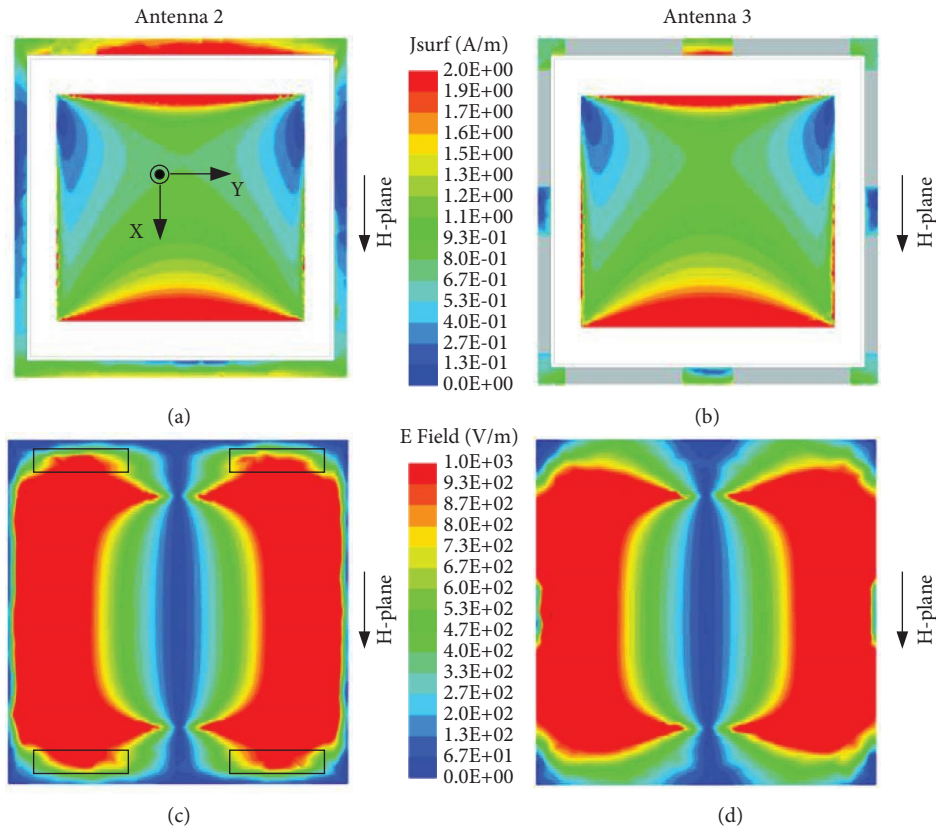 Antenna 2
Antenna 3
Jsurf (A/m)
2.0E+00
1.9E+00
1.7E+00
1.6E+00
1.5E+00
1.3E+00
1.2E+00
1.1E+00
9.3E-01
8.0E-01
6.7E-01
5.3E-01
4.0E-01
2.7E-01
1.3E-01
0.0E+00
Y
X
H-plane
H-plane
(a)
(b)
E Field (V/m)
1.0E+03
9.3E+02
8.7E+02
8.0E+02
7.3E+02
6.7E+02
6.0E+02
5.3E+02
4.7E+02
4.0E+02
3.3E+02
2.7E+02
2.0E+02
1.3E+02
6.7E+01
0.0E+00
H-plane
H-plane
(c)
(d)